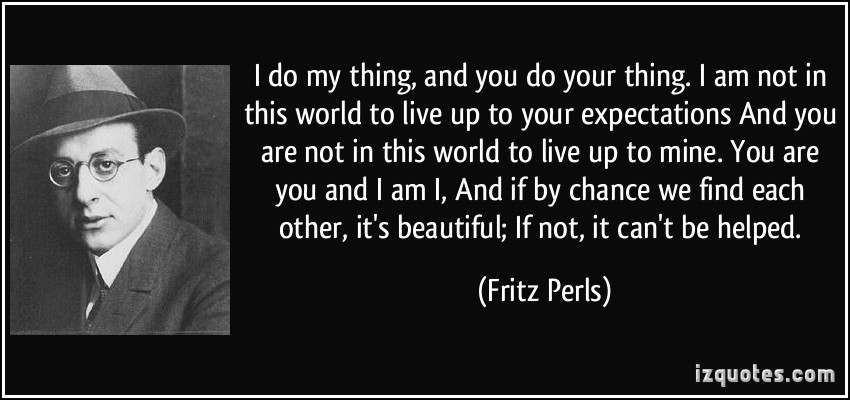 I do my thing, and you do your thing. I am not in
this world to live up to your expectations And you
are not in this world to live up to mine. You are
you and I am I, And if by chance we find each
other, it's beautiful; If not, it can't be helped.
(Fritz Perls)
izquotes.com